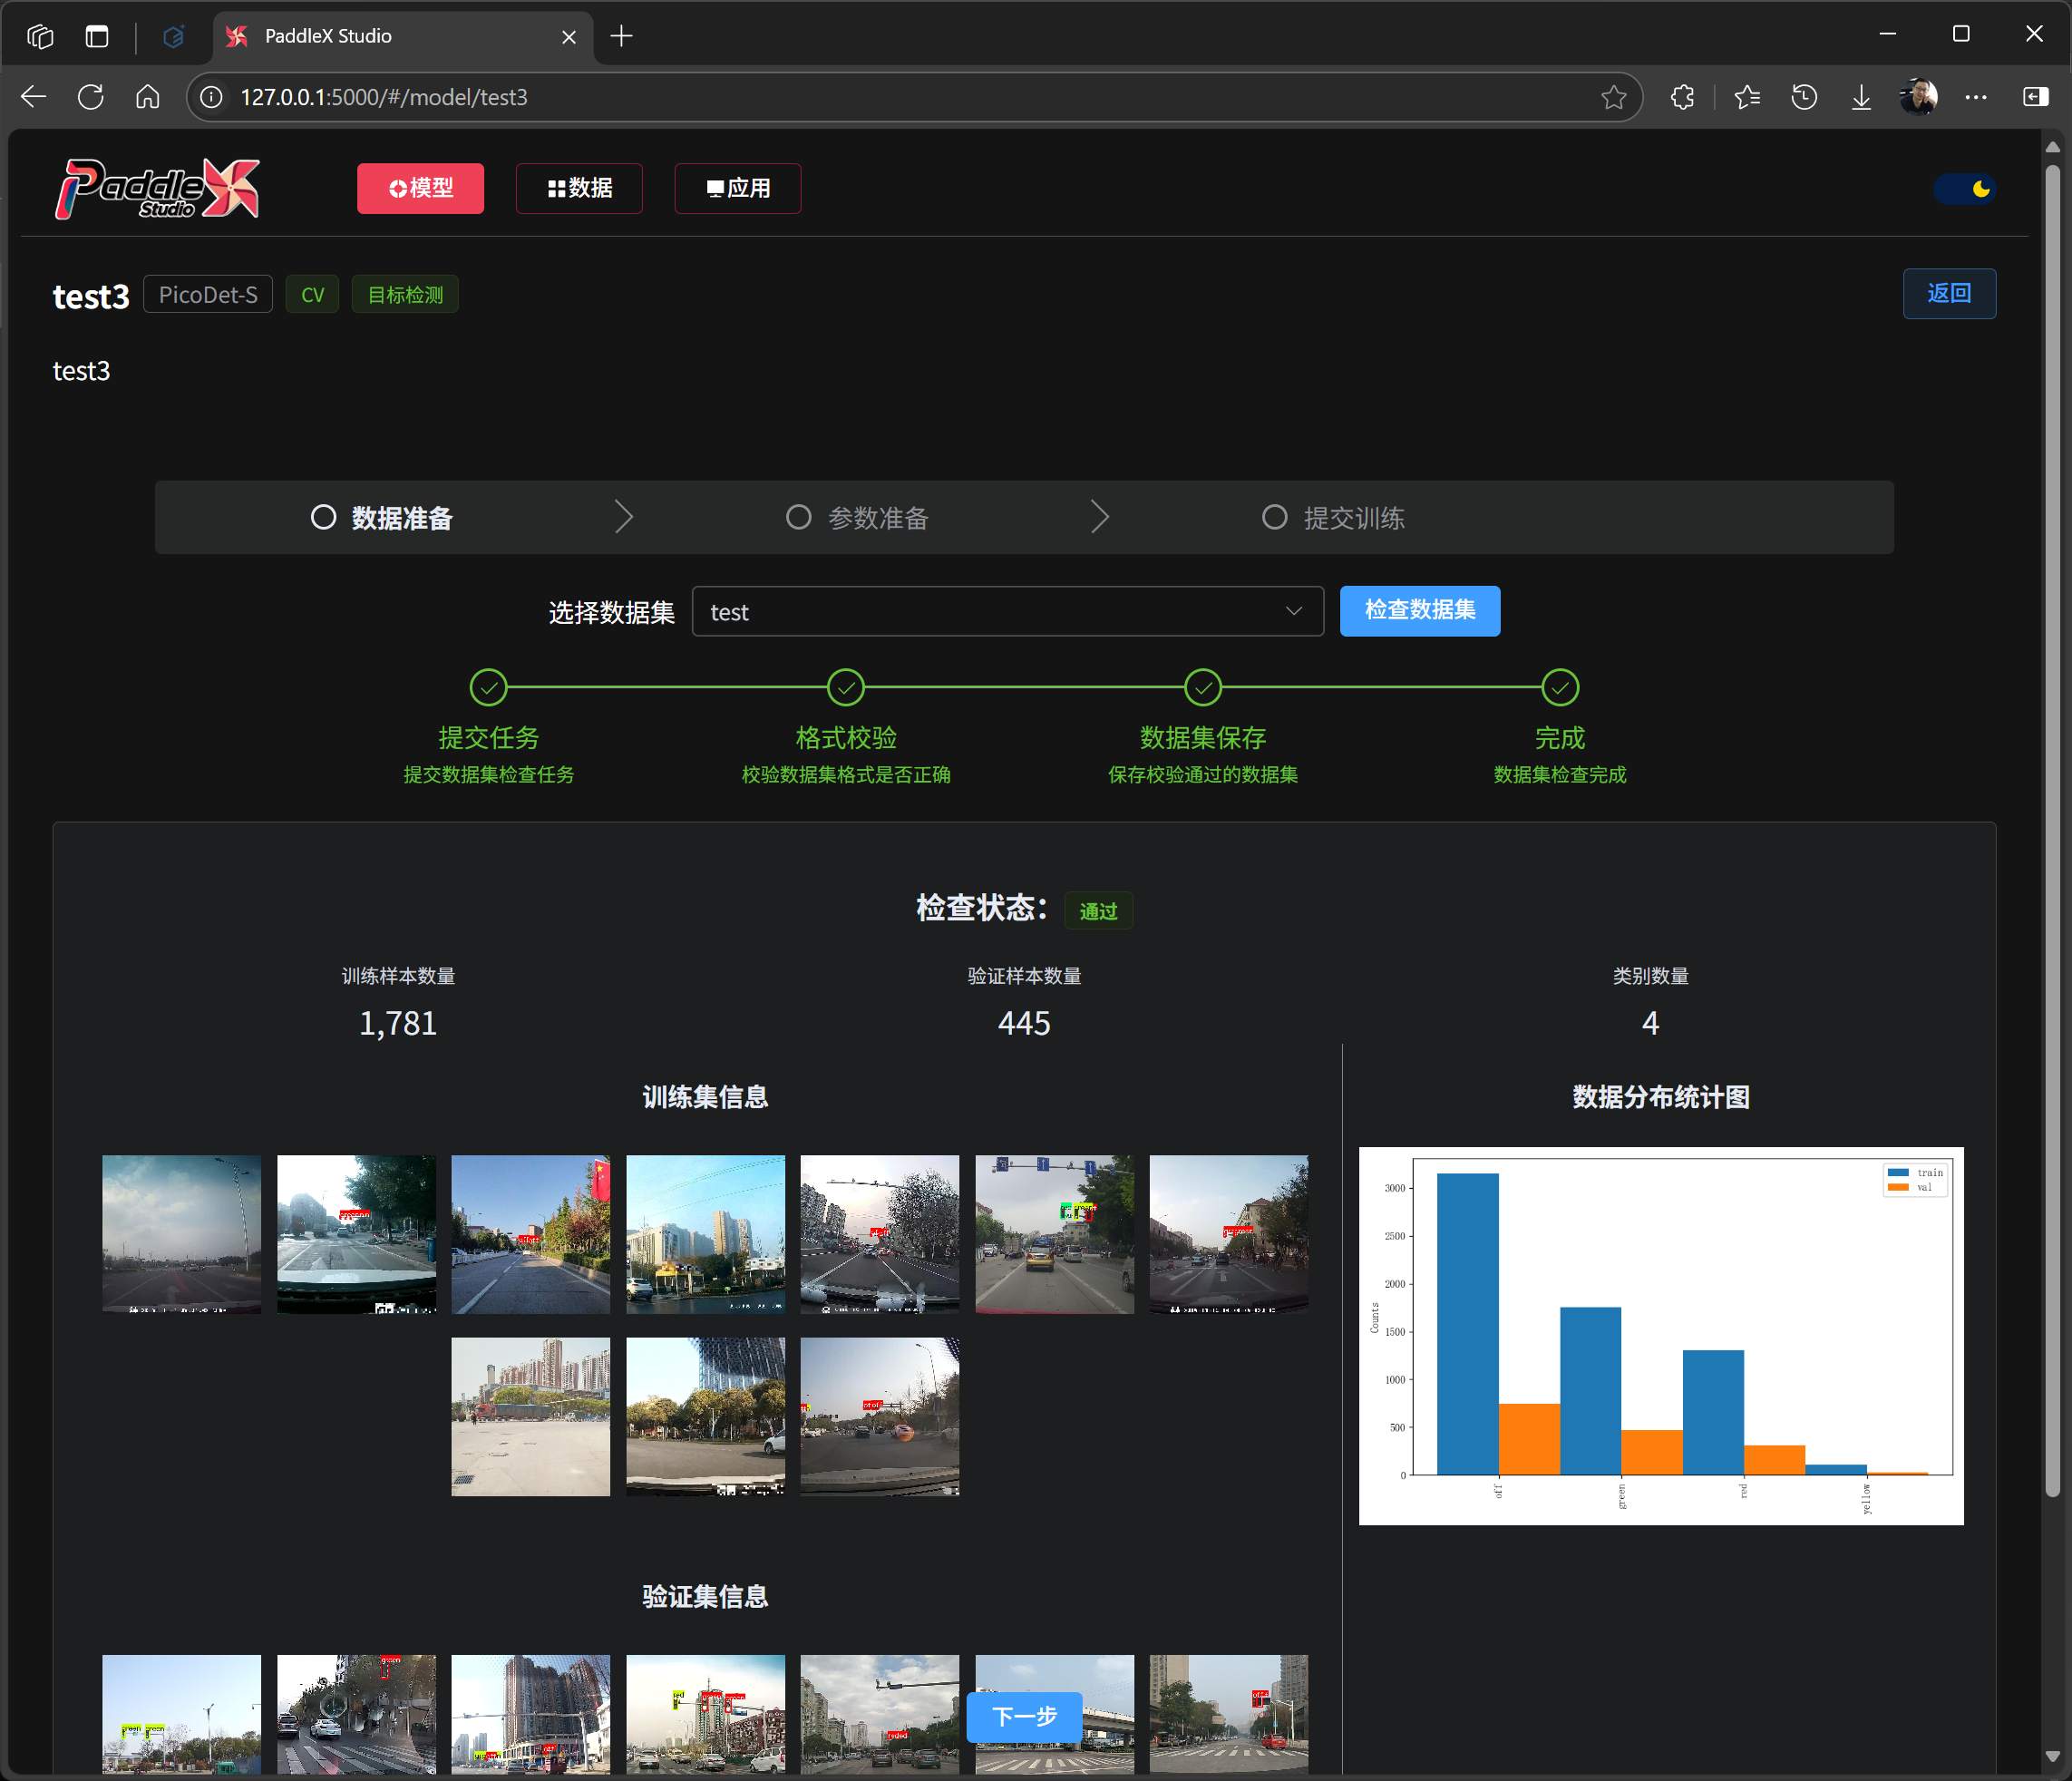 PaddleX Studio
127.0.0.1:5000/#/model/test3
PaddleX
Studio
模型
数据
应用
test3
PicoDet-S
CV
目标检测
返回
test3
数据准备
参数准备
提交训练
选择数据集
test
检查数据集
提交任务
格式校验
数据集保存
完成
提交数据集检查任务
校验数据集格式是否正确
保存校验通过的数据集
数据集检查完成
检查状态：
通过
训练样本数量
验证样本数量
类别数量
1,781
445
4
训练集信息
数据分布统计图
train
val
3000
2500
2000
1500
1000
500
0
Counts
off
green
red
yellow
验证集信息
下一步